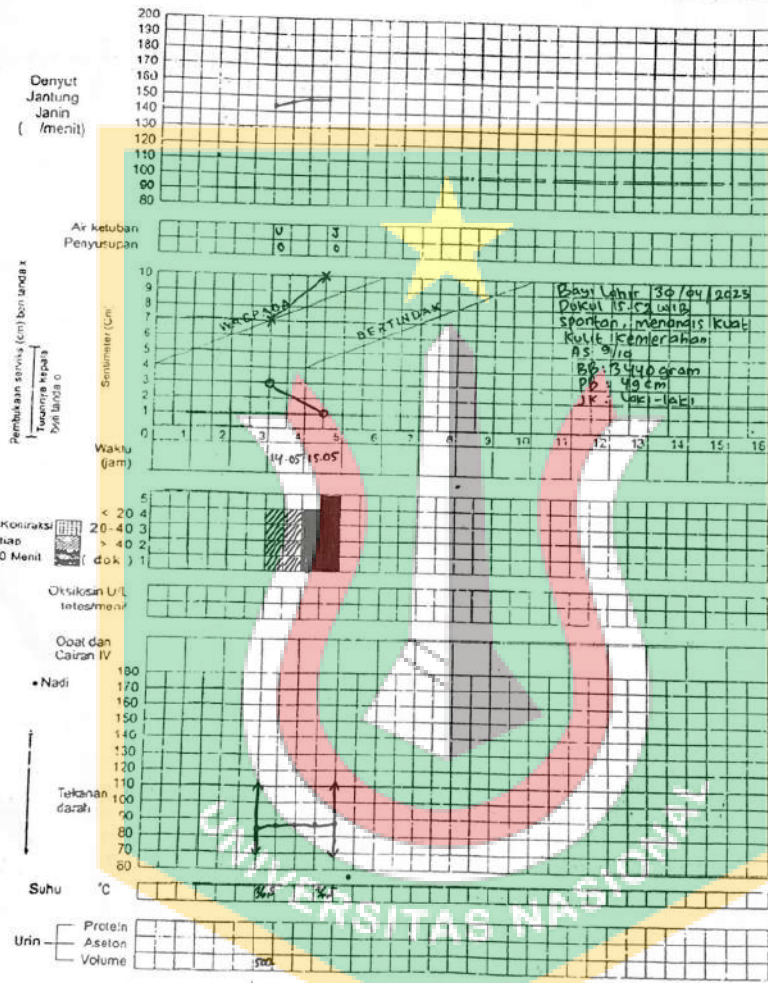 200
190
180
170
160
150
140
130
120
110
100
90
80
Denyut
Jantung
Janin
( /menit)
Air ketuban U J
Penyusupan 0 0
10
9
8
7
6
5
4
3
2
1
0
Pembukaan serviks (cm) beri tanda x
Turunnya kepala
beri tanda o
Sentimeter (Cm)
WASPADA
BERTINDAK
Bayi Lahir 30/04/2023
Pukul 15.52 WIB
spontan, menangis kuat
kulit kemerahan
AS: 9/10
BB: 3440 gram
PB: 49 cm
JK: Laki-laki
1 2 3 4 5 6 7 8 9 10 11 12 13 14 15 16
Waktu
(jam)
14.05 15.05
Kontraksi
tiap
0 Menit
< 20
20-40
> 40
( dok )
5
4
3
2
1
Oksitosin U/L
tetes/menit
Obat dan
Cairan IV
• Nadi
Tekanan
darah
180
170
160
150
140
130
120
110
100
90
80
70
60
Suhu °C
Urin
Protein
Aseton
Volume
UNIVERSITAS NASIONAL